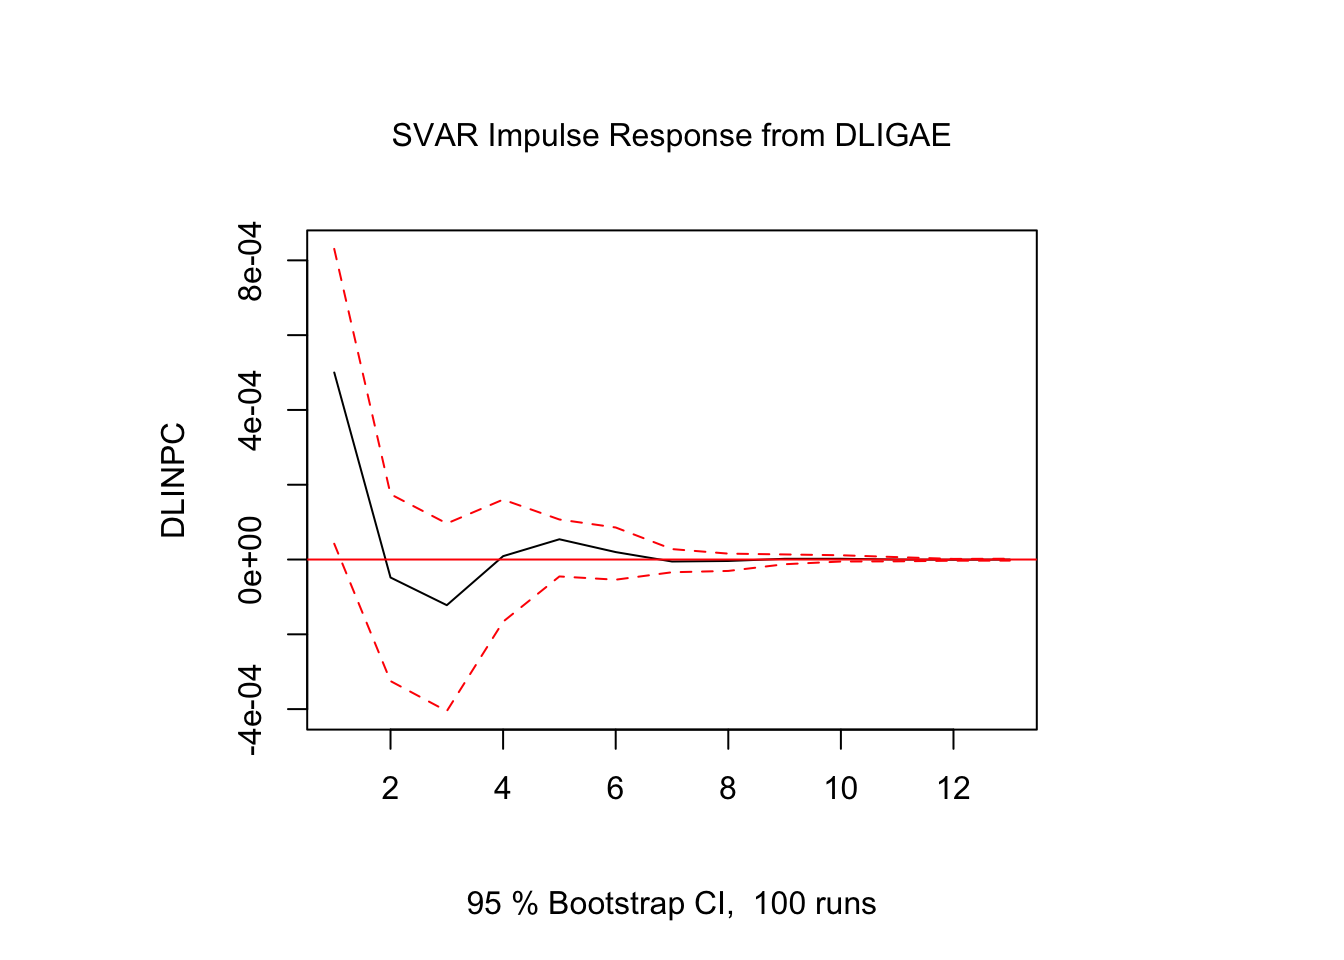 SVAR Impulse Response from DLIGAE
DLINPC
8e-04
4e-04
0e+00
-4e-04
2 4 6 8 10 12
95 % Bootstrap CI,  100 runs